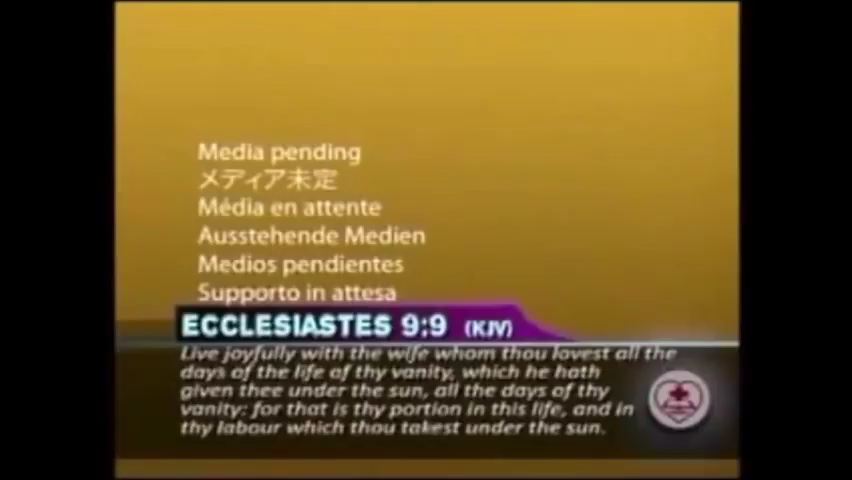 Media pending
メディア未定
Média en attente
Ausstehende Medien
Medios pendientes
Supporto in attesa
ECCLESIASTES 9:9 (KJV)
Live joyfully with the wife whom thou lovest all the
days of the life of thy vanity, which he hath
given thee under the sun, all the days of thy
vanity: for that is thy portion in this life, and in
thy labour which thou takest under the sun.